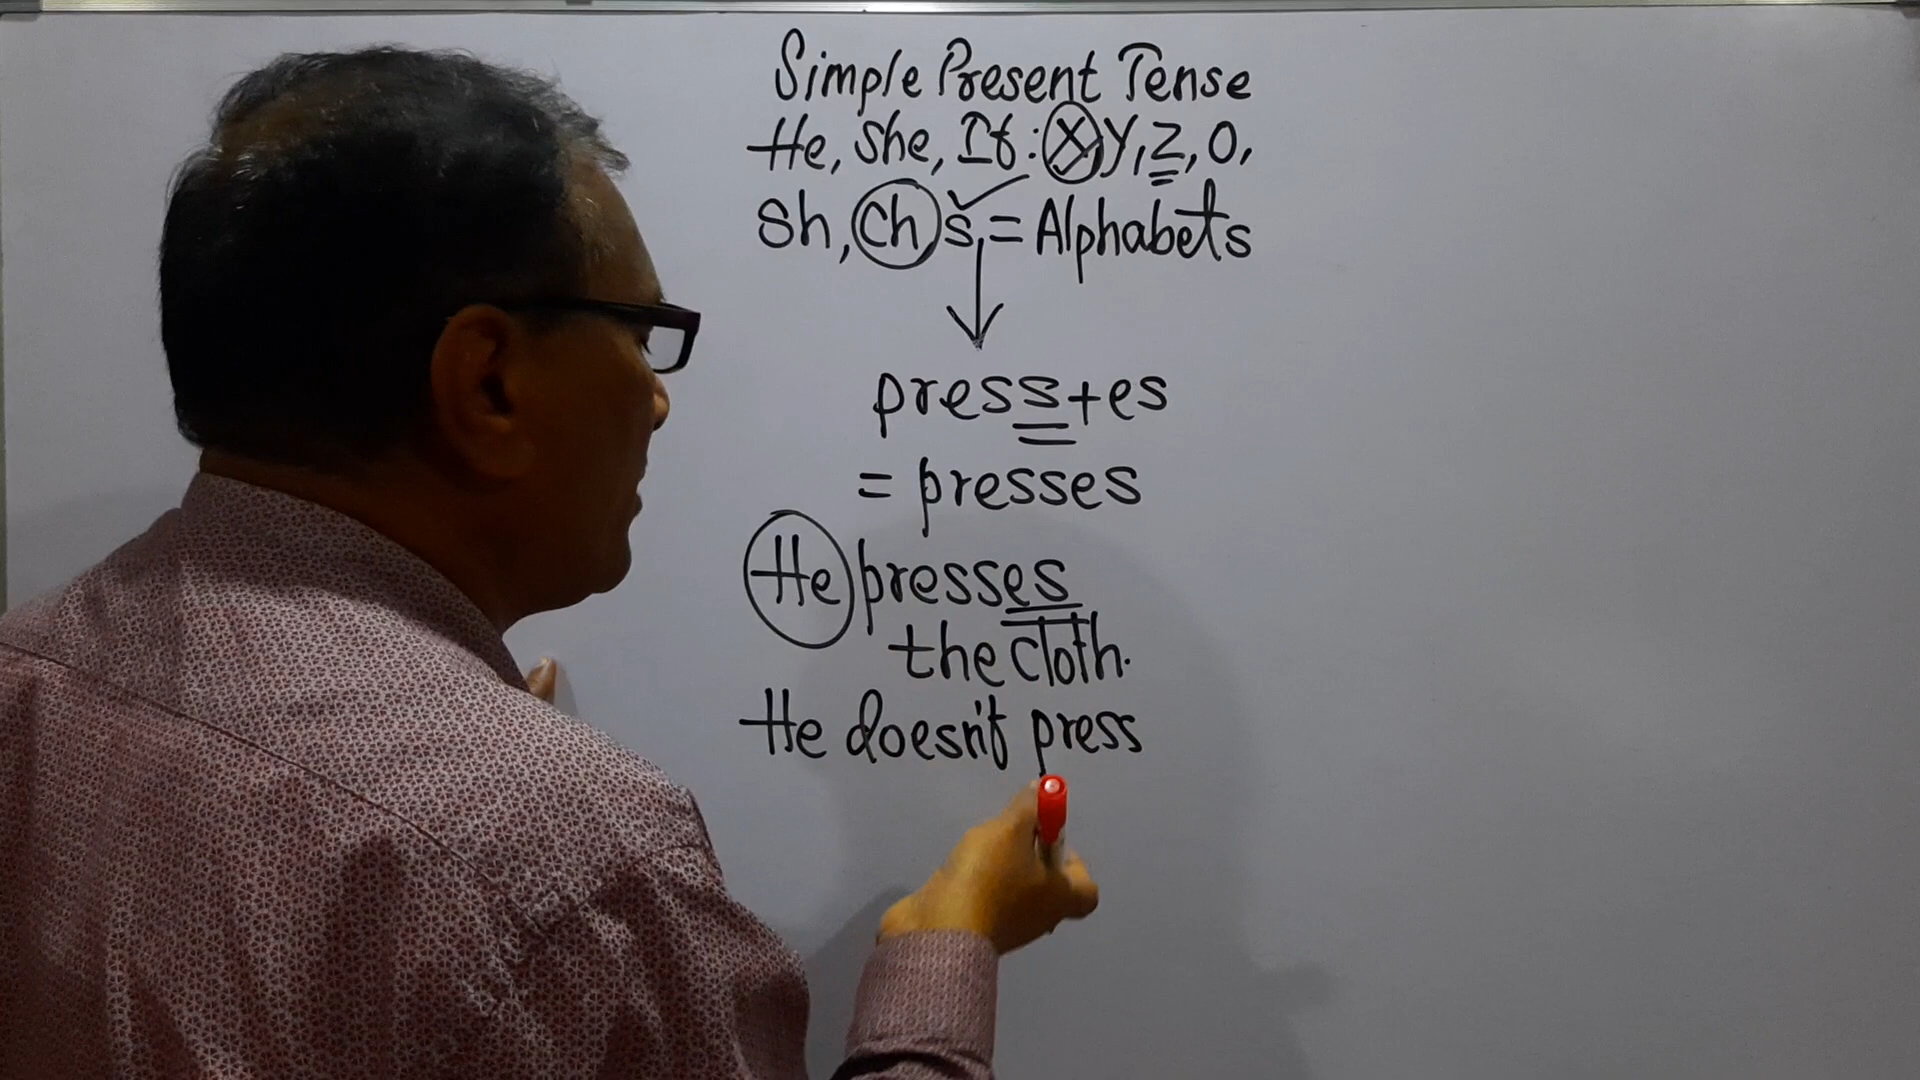 Simple Present Tense
He, She, It : X, y, z, o,
Sh, Ch, s, = Alphabets
press+es
= presses
He presses
the cloth.
He doesn't press